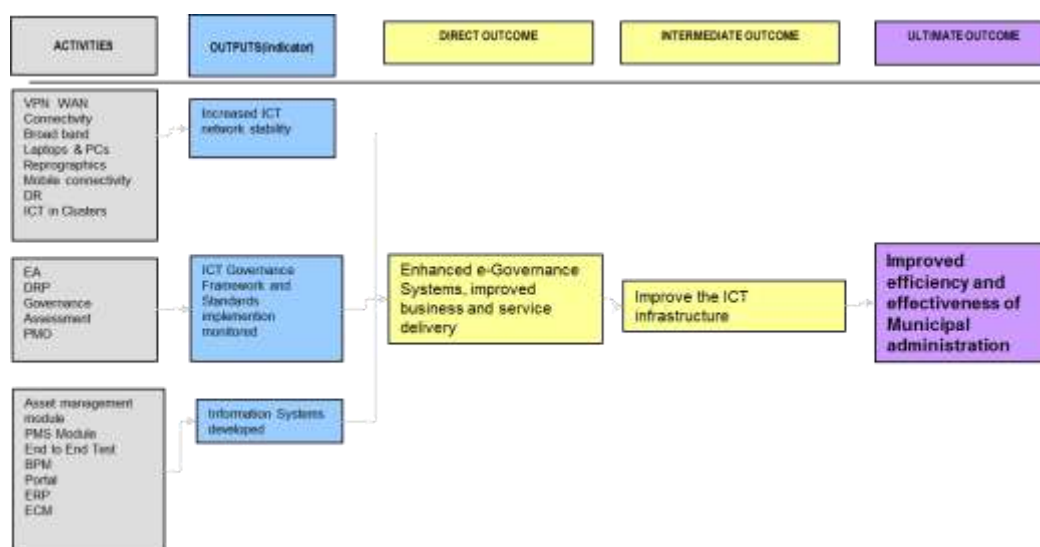 ACTIVITIES
OUTPUTS(indicator)
DIRECT OUTCOME
INTERMEDIATE OUTCOME
ULTIMATE OUTCOME
VPN WAN
Connectivity
Broad band
Laptops & PCs
Reprographics
Mobile connectivity
DR
ICT in Clusters
Increased ICT
network stability
EA
DRP
Governance
Assessment
PMO
ICT Governance
Framework and
Standards
implemention
monitored
Enhanced e-Governance
Systems, improved
business and service
delivery
Improve the ICT
infrastructure
Improved
efficiency and
effectiveness of
Municipal
administration
Asset management
module
PMS Module
End to End Test
BPM
Portal
ERP
ECM
Information Systems
developed